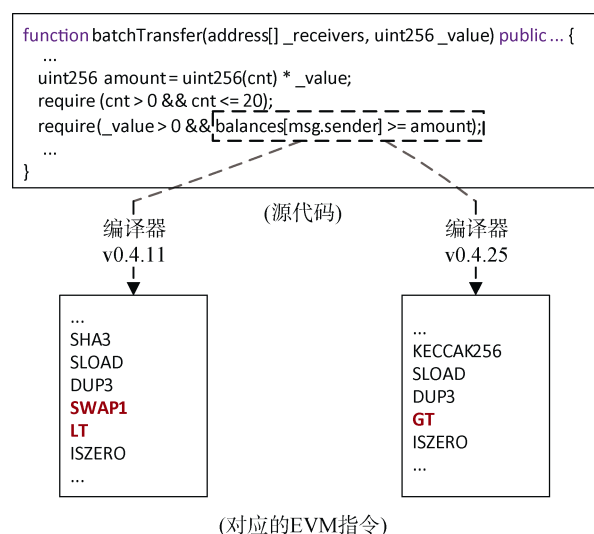 function batchTransfer(address[] _receivers, uint256 _value) public ... {
...
uint256 amount = uint256(cnt) * _value;
require (cnt > 0 && cnt <= 20);
require(_value > 0 && balances[msg.sender] >= amount);
...
}
(源代码)
编译器
v0.4.11
编译器
v0.4.25
...
SHA3
SLOAD
DUP3
SWAP1
LT
ISZERO
...
...
KECCAK256
SLOAD
DUP3
GT
ISZERO
...
(对应的EVM指令)